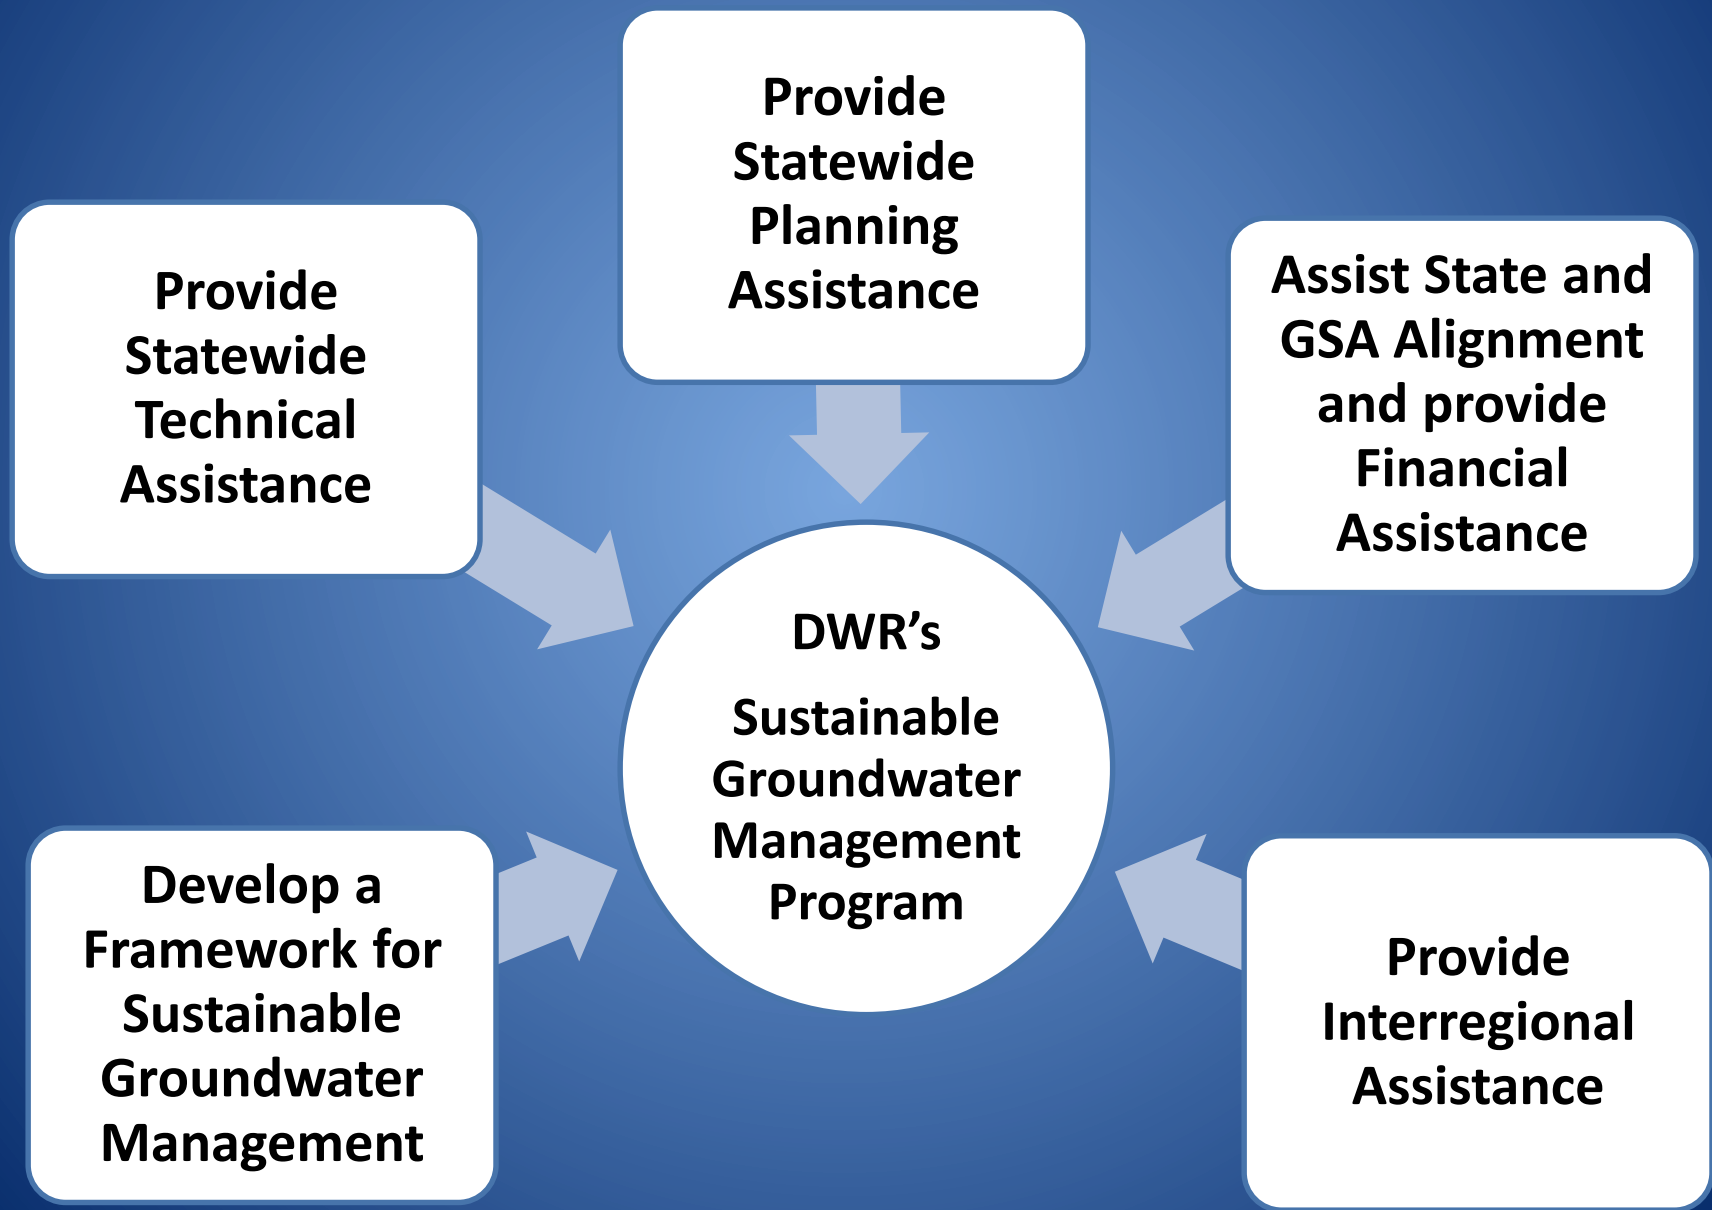 Provide
Statewide
Planning
Assistance
Provide
Statewide
Technical
Assistance
Assist State and
GSA Alignment
and provide
Financial
Assistance
DWR’s
Sustainable
Groundwater
Management
Program
Develop a
Framework for
Sustainable
Groundwater
Management
Provide
Interregional
Assistance